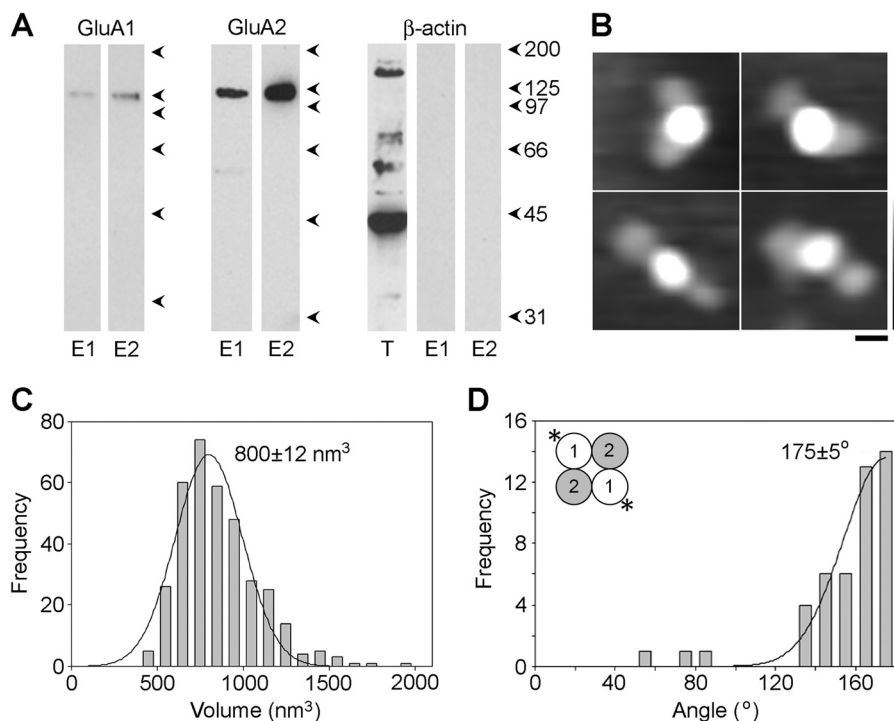 A
GluA1
GluA2
β-actin
200
125
97
66
45
31
E1 E2
E1 E2
T E1 E2
B
C
80
60
40
20
0
Frequency
800±12 nm³
0 500 1000 1500 2000
Volume (nm³)
D
16
12
8
4
0
Frequency
* 1 2
2 1 *
175±5°
0 40 80 120 160
Angle (°)